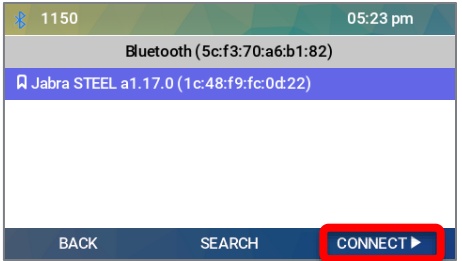 1150 05:23 pm
Bluetooth (5c:f3:70:a6:b1:82)
Jabra STEEL a1.17.0 (1c:48:f9:fc:0d:22)
BACK SEARCH CONNECT